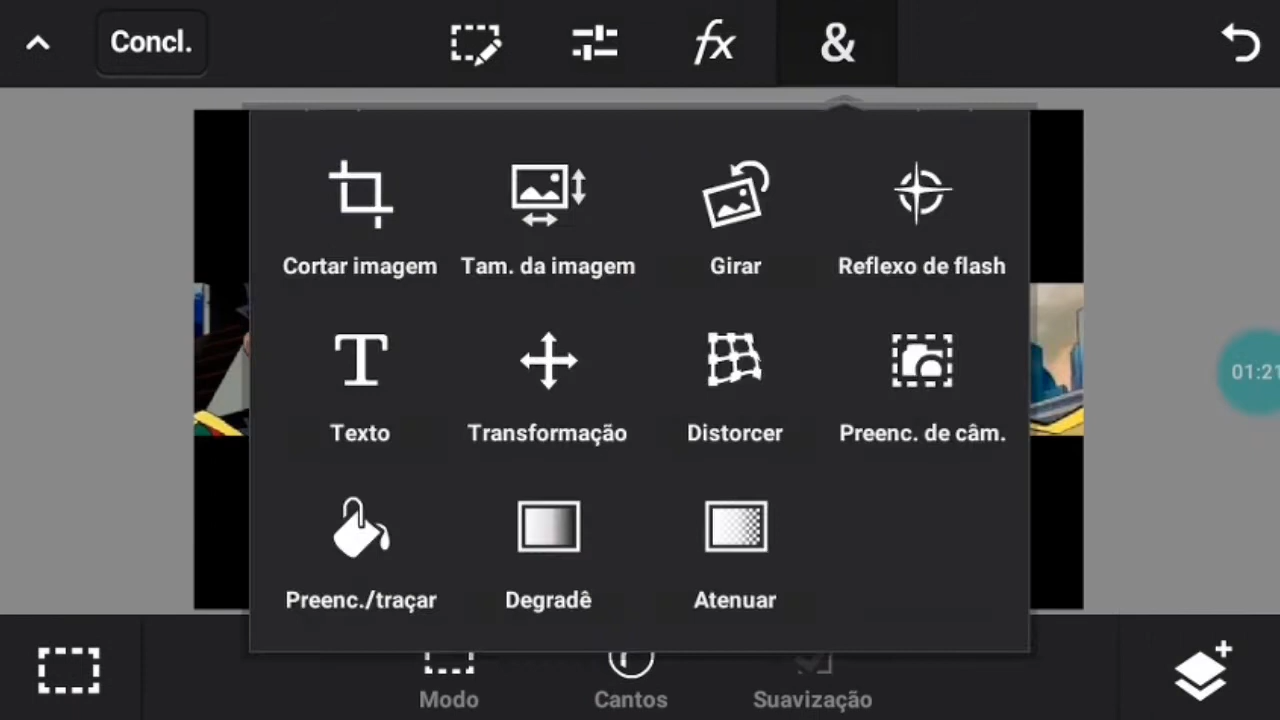 Concl.
fx
&
Cortar imagem
Tam. da imagem
Girar
Reflexo de flash
T
Texto
Transformação
Distorcer
Preenc. de câm.
01:21
Preenc./traçar
Degradê
Atenuar
Modo
Cantos
Suavização